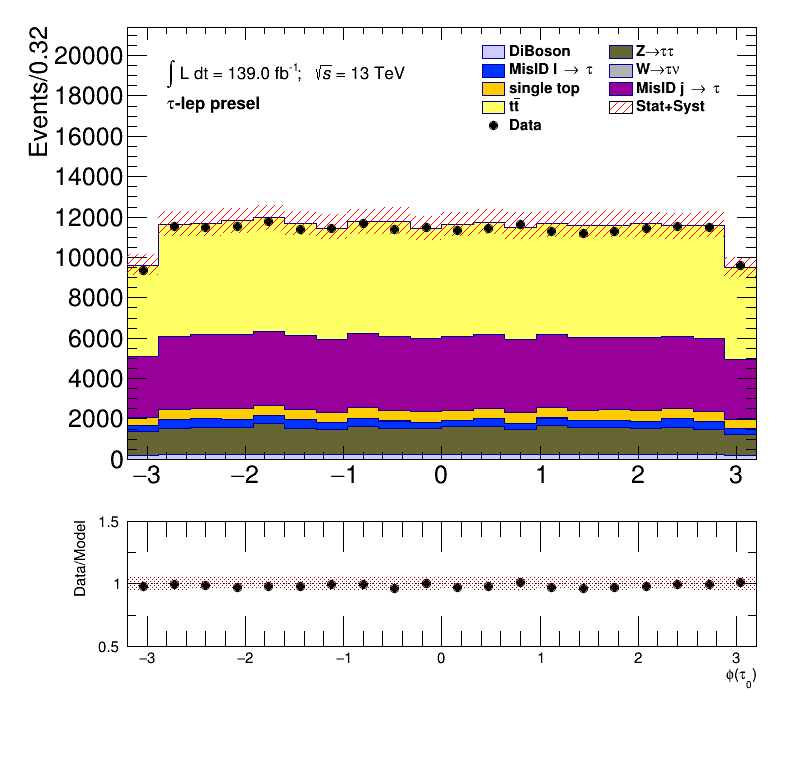 Events/0.32
20000
18000
16000
14000
12000
10000
8000
6000
4000
2000
0
∫ L dt = 139.0 fb⁻¹; √s = 13 TeV
τ-lep presel
DiBoson
MisID l → τ
single top
tt̄
Data
Z→ττ
W→τν
MisID j → τ
Stat+Syst
−3 −2 −1 0 1 2 3
Data/Model
1.5
1
0.5
−3 −2 −1 0 1 2 3
ϕ(τ₀)